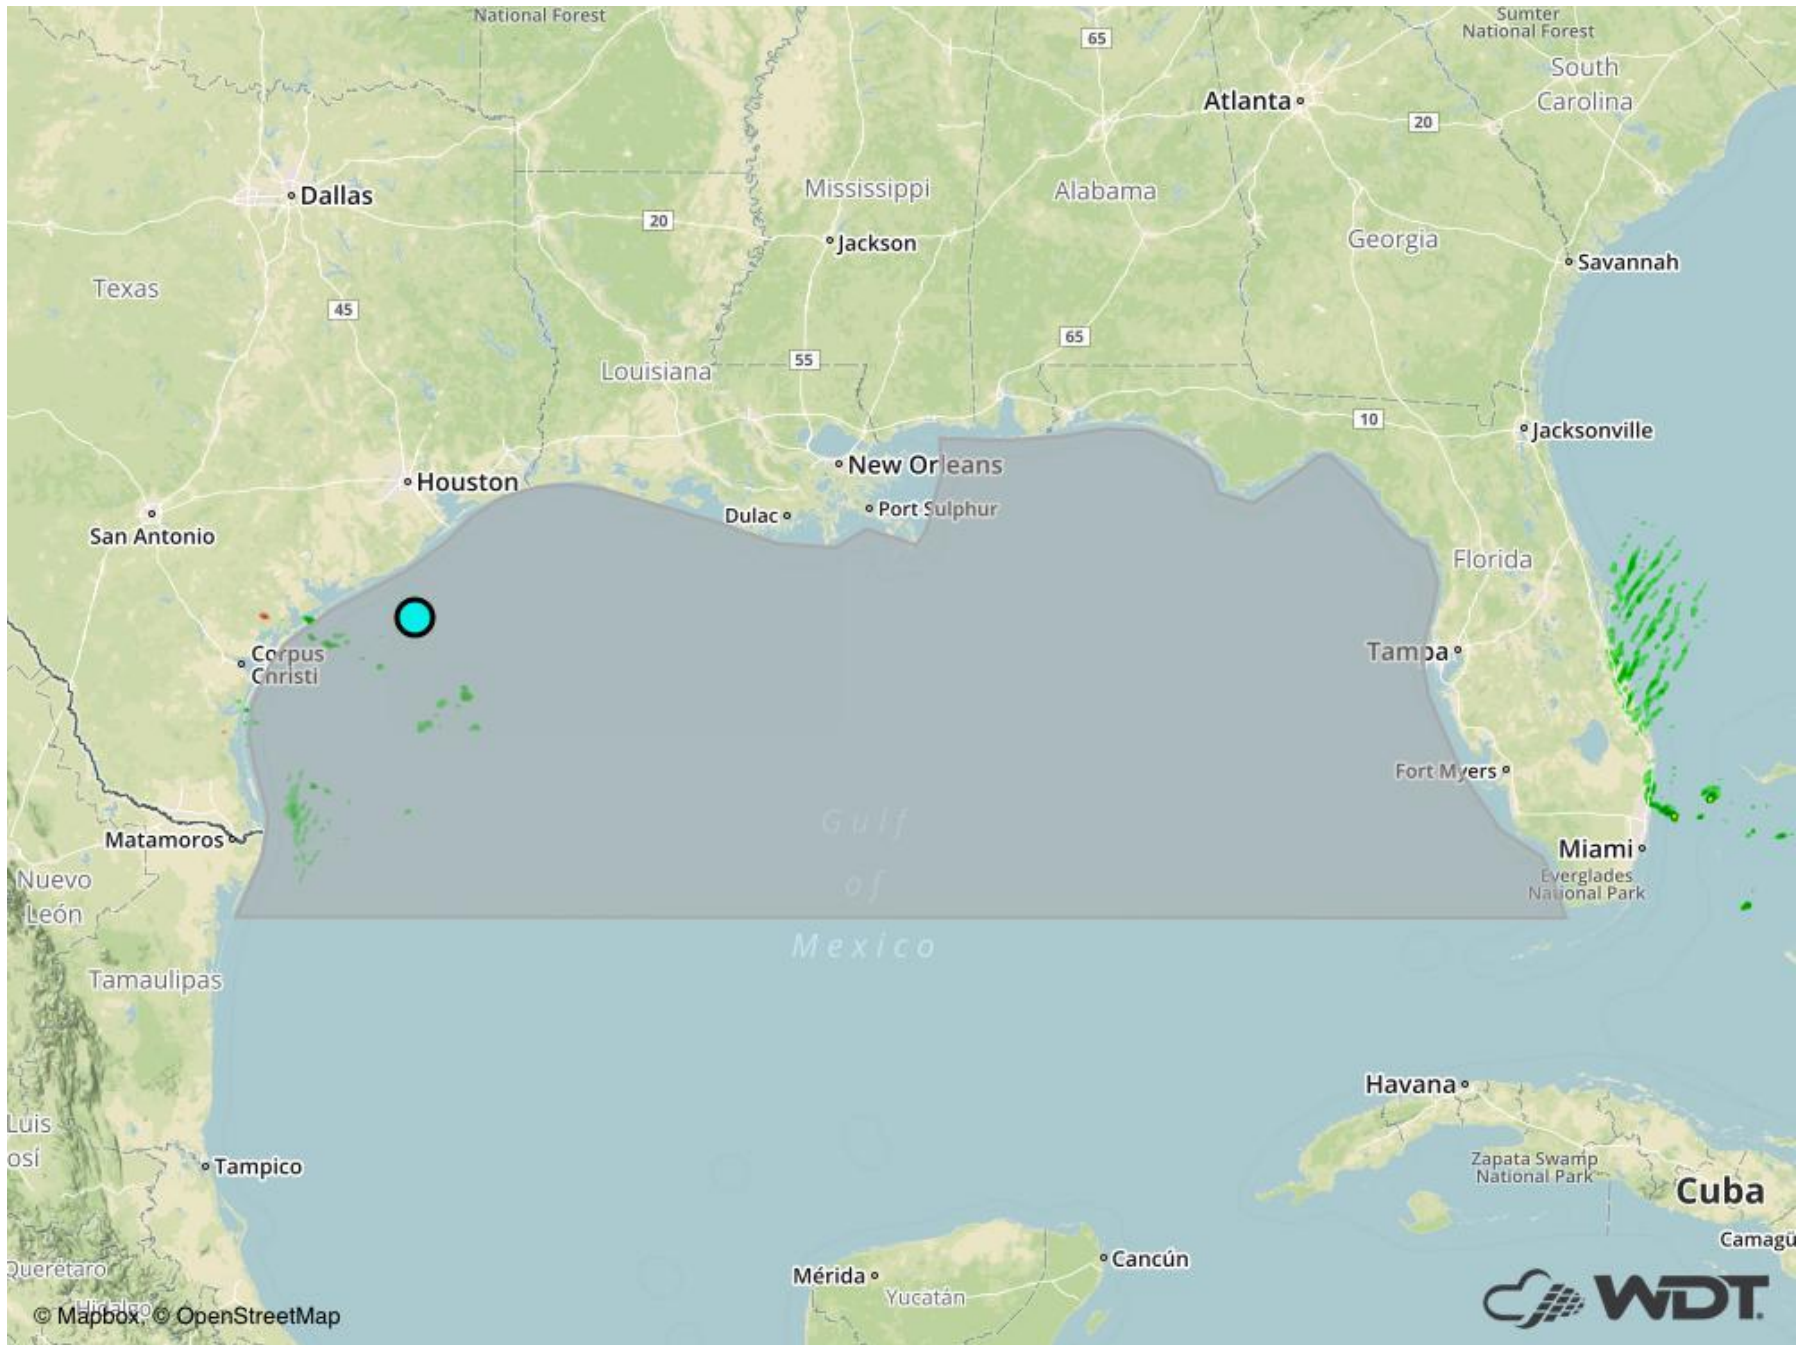 National Forest
65
Sumter
National Forest
South
Carolina
Atlanta
20
Dallas
Mississippi
Alabama
20
Jackson
Georgia
Savannah
Texas
45
65
Louisiana
55
10
Jacksonville
New Orleans
Houston
Dulac
Port Sulphur
San Antonio
Florida
Corpus
Christi
Tampa
Fort Myers
Gulf
of
Mexico
Matamoros
Miami
Everglades
National Park
Nuevo
León
Tamaulipas
Havana
Luis
osí
Tampico
Zapata Swamp
National Park
Cuba
Camagü
Cancún
Mérida
Yucatán
Querétaro
Hidalgo
© Mapbox, © OpenStreetMap
WDT.